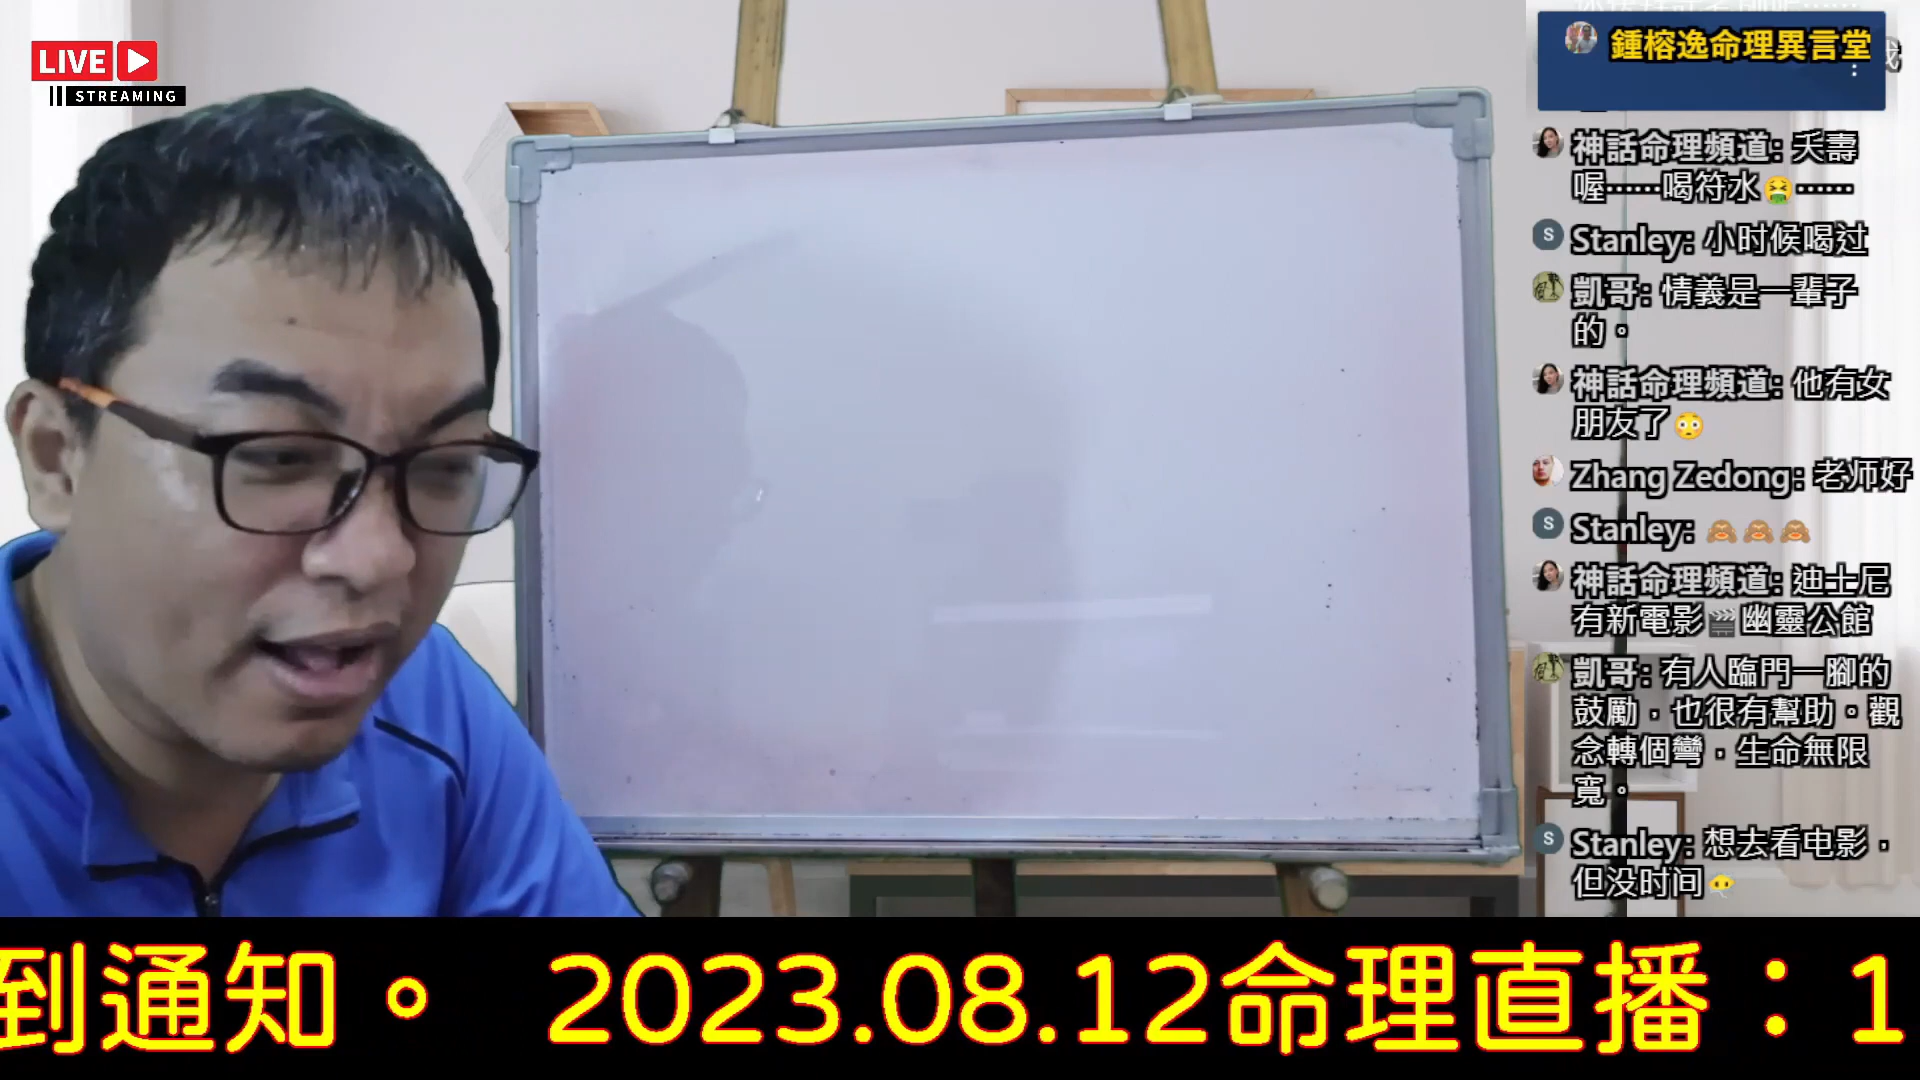 LIVE
STREAMING
鍾榕逸命理異言堂
神話命理頻道: 夭壽
喔⋯⋯喝符水🤮⋯⋯
S Stanley: 小时候喝过
凱哥: 情義是一輩子
的。
神話命理頻道: 他有女
朋友了😳
Zhang Zedong: 老师好
S Stanley: 🙈🙈🙈
神話命理頻道: 迪士尼
有新電影🎬幽靈公館
凱哥: 有人臨門一腳的
鼓勵，也很有幫助。觀
念轉個彎，生命無限
寬。
S Stanley: 想去看电影，
但没时间
到通知。 2023.08.12命理直播：1